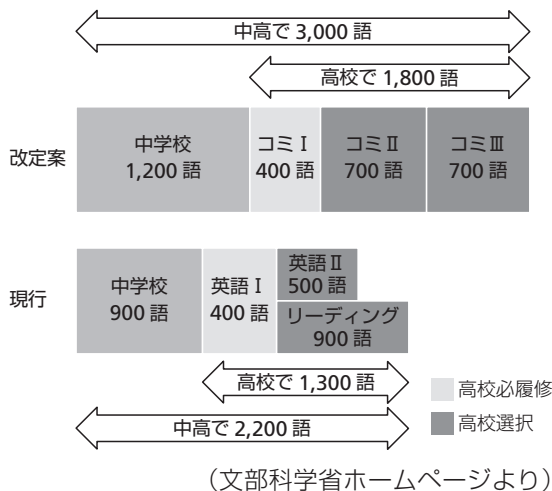 中高で 3,000 語
高校で 1,800 語
改定案
中学校
1,200 語
コミⅠ
400 語
コミⅡ
700 語
コミⅢ
700 語
現行
中学校
900 語
英語Ⅰ
400 語
英語Ⅱ
500 語
リーディング
900 語
高校で 1,300 語
中高で 2,200 語
高校必履修
高校選択
（文部科学省ホームページより）